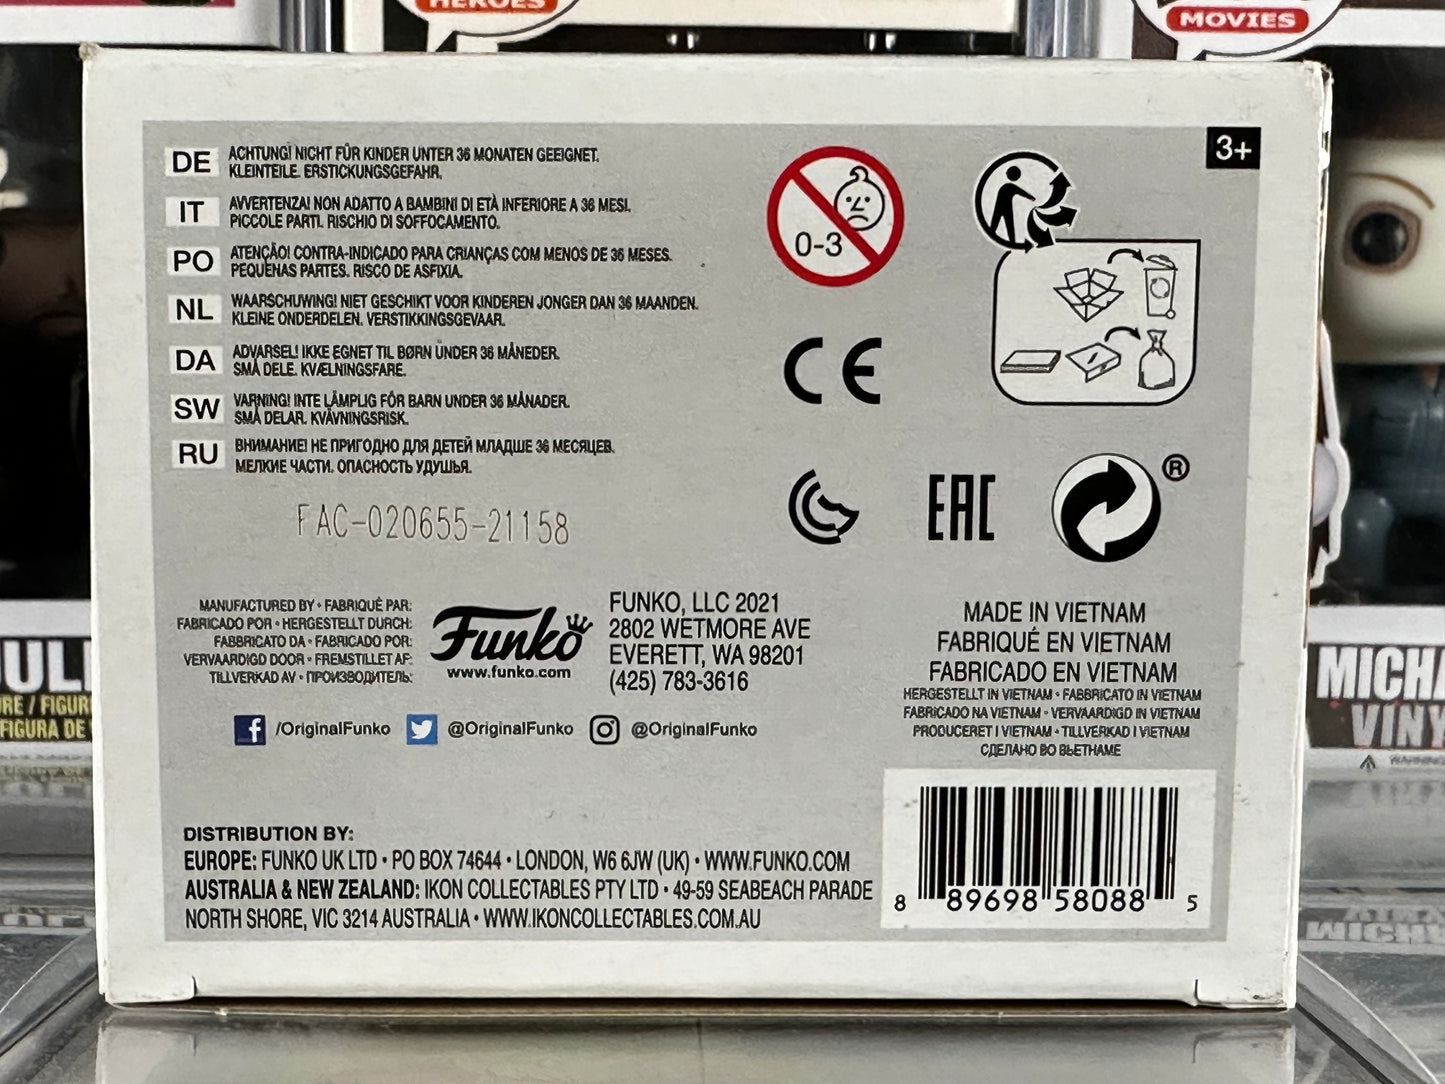 HEROES
MOVIES
3+
DE
ACHTUNG! NICHT FÜR KINDER UNTER 36 MONATEN GEEIGNET.
KLEINTEILE. ERSTICKUNGSGEFAHR.
IT
AVVERTENZA! NON ADATTO A BAMBINI DI ETÀ INFERIORE A 36 MESI.
PICCOLE PARTI. RISCHIO DI SOFFOCAMENTO.
PO
ATENÇÃO! CONTRA-INDICADO PARA CRIANÇAS COM MENOS DE 36 MESES.
PEQUENAS PARTES. RISCO DE ASFIXIA.
NL
WAARSCHUWING! NIET GESCHIKT VOOR KINDEREN JONGER DAN 36 MAANDEN.
KLEINE ONDERDELEN. VERSTIKKINGSGEVAAR.
DA
ADVARSEL! IKKE EGNET TIL BØRN UNDER 36 MÅNEDER.
SMÅ DELE. KVÆLNINGSFARE.
SW
VARNING! INTE LÄMPLIG FÖR BARN UNDER 36 MÅNADER.
SMÅ DELAR. KVÄVNINGSRISK.
RU
ВНИМАНИЕ! НЕ ПРИГОДНО ДЛЯ ДЕТЕЙ МЛАДШЕ 36 МЕСЯЦЕВ.
МЕЛКИЕ ЧАСТИ. ОПАСНОСТЬ УДУШЬЯ.
0-3
CE
EAC
®
FAC-020655-21158
MANUFACTURED BY • FABRIQUÉ PAR:
FABRICADO POR • HERGESTELLT DURCH:
FABBRICATO DA • FABRICADO POR:
VERVAARDIGD DOOR • FREMSTILLET AF:
TILLVERKAD AV • ПРОИЗВОДИТЕЛЬ:
Funko
www.funko.com
FUNKO, LLC 2021
2802 WETMORE AVE
EVERETT, WA 98201
(425) 783-3616
MADE IN VIETNAM
FABRIQUÉ EN VIETNAM
FABRICADO EN VIETNAM
HERGESTELLT IN VIETNAM • FABBRICATO IN VIETNAM
FABRICADO NA VIETNAM • VERVAARDIGD IN VIETNAM
PRODUCERET I VIETNAM • TILLVERKAD I VIETNAM
СДЕЛАНО ВО ВЬЕТНАМЕ
/OriginalFunko @OriginalFunko @OriginalFunko
DISTRIBUTION BY:
EUROPE: FUNKO UK LTD • PO BOX 74644 • LONDON, W6 6JW (UK) • WWW.FUNKO.COM
AUSTRALIA & NEW ZEALAND: IKON COLLECTABLES PTY LTD • 49-59 SEABEACH PARADE
NORTH SHORE, VIC 3214 AUSTRALIA • WWW.IKONCOLLECTABLES.COM.AU
8 89698 58088 5
UL
RE / FIGUR
FIGURA DE
MICHA
VINY